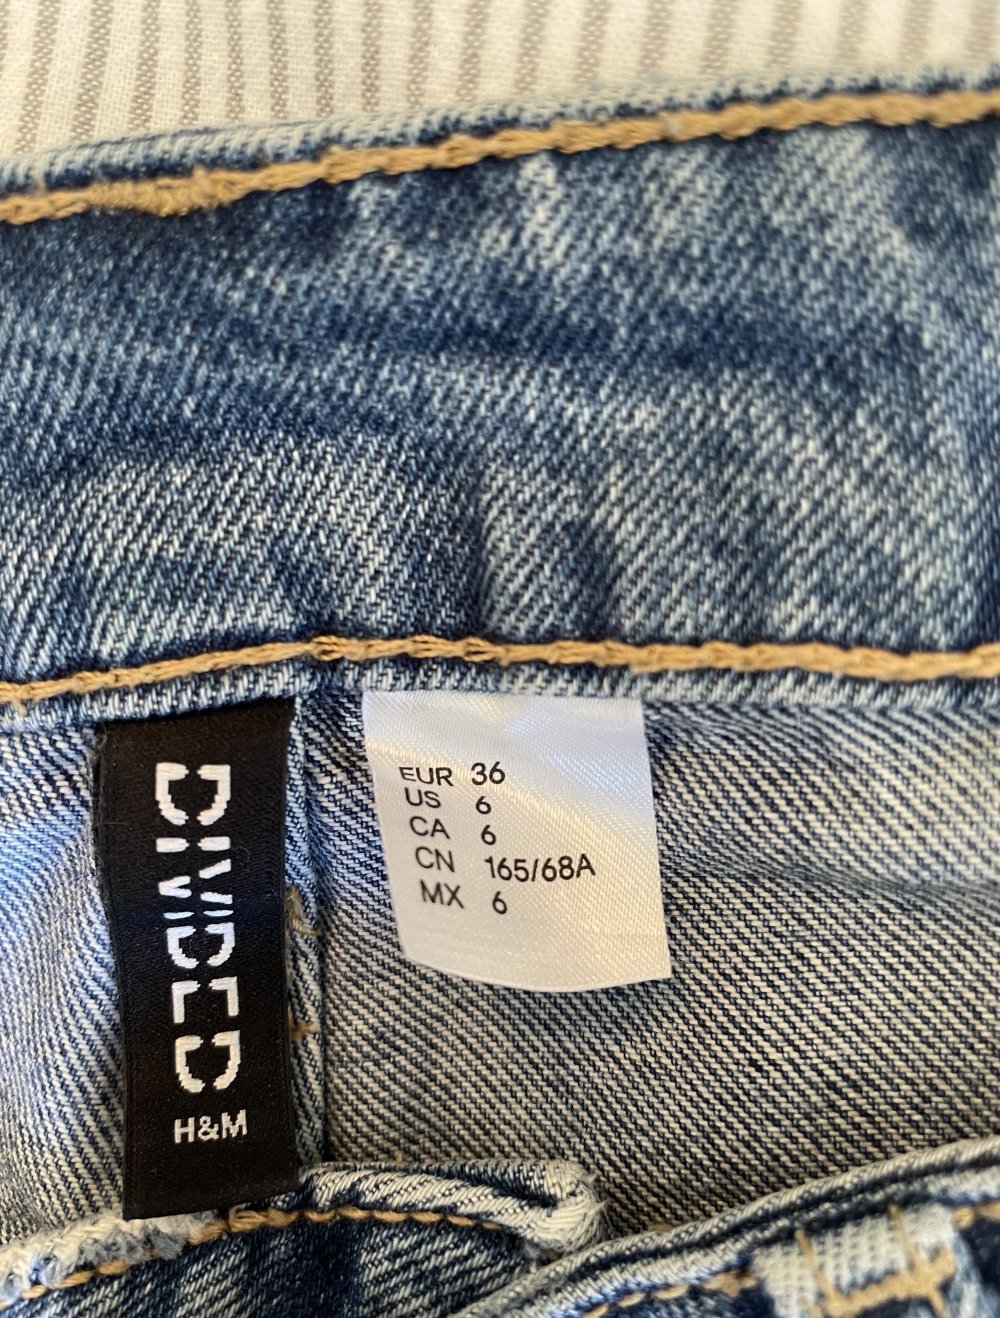 DIVIDED
H&M
EUR 36
US 6
CA 6
CN 165/68A
MX 6